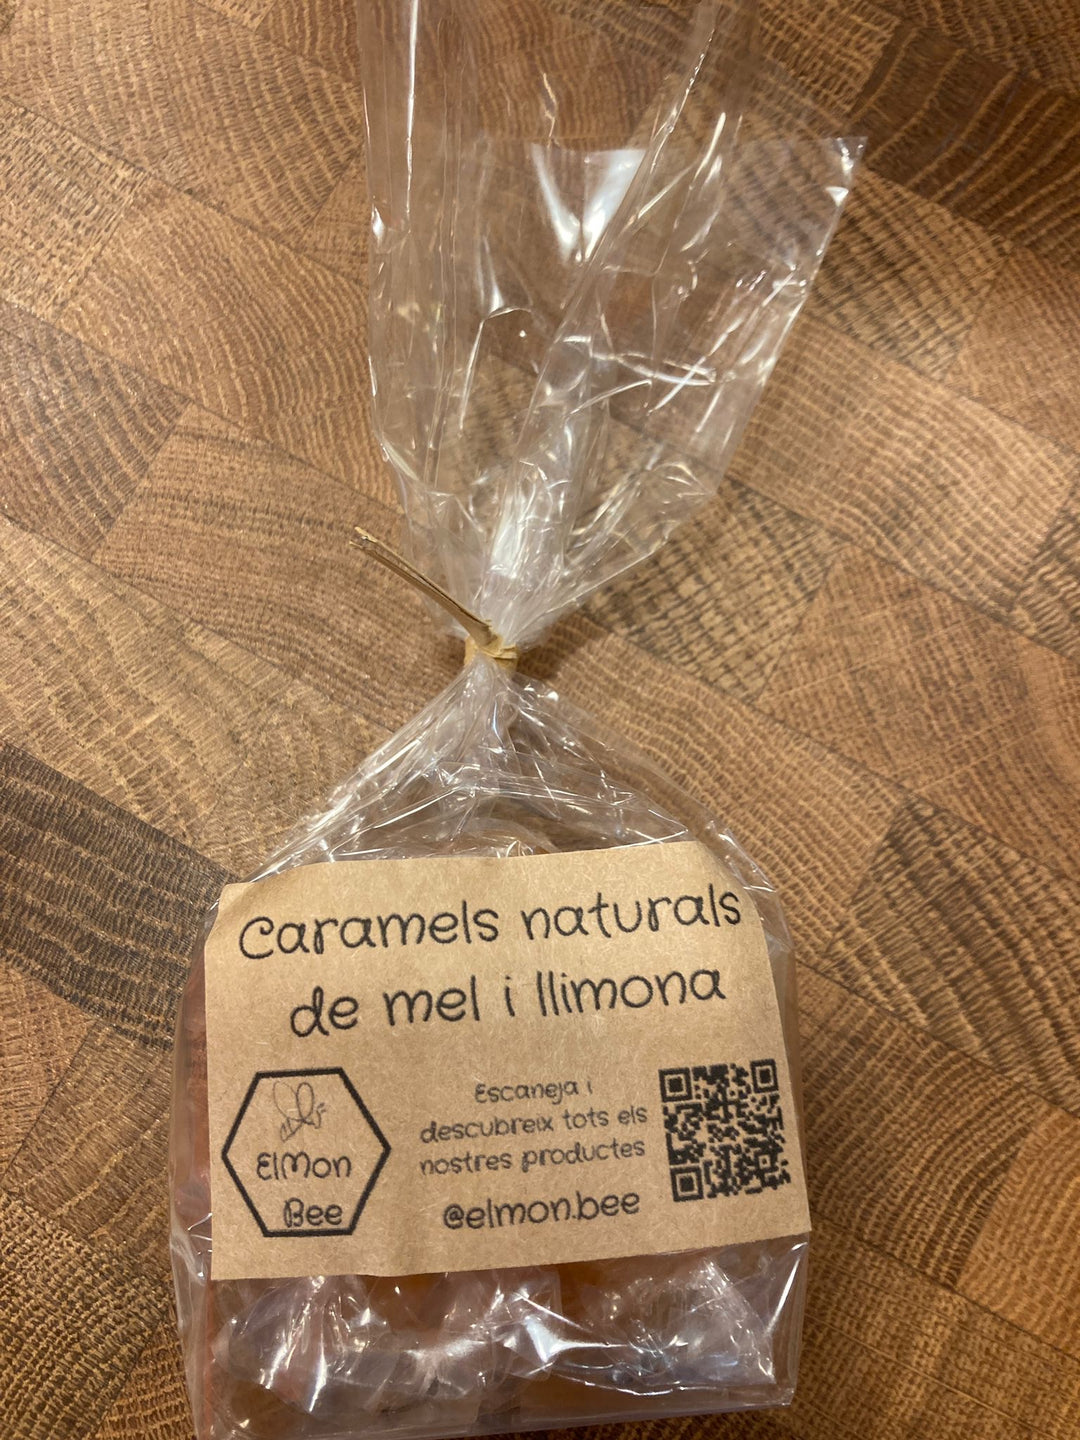 Caramels naturals
de mel i llimona
ElMon
Bee
Escaneja i
descubreix tots els
nostres productes
@elmon.bee